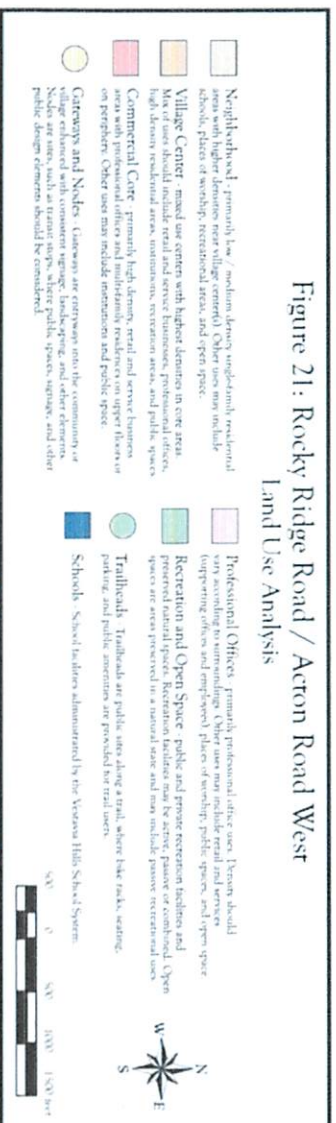 Figure 21: Rocky Ridge Road / Acton Road West
Land Use Analysis
Neighborhood - primarily low / medium density single-family residential
areas with higher densities near village center(s). Other uses may include
schools, places of worship, recreational areas, and open space.
Village Center - mixed use centers with highest densities in core areas.
Mix of uses should include retail and service businesses, professional offices,
high density residential areas, institutions, recreation areas, and public spaces
Commercial Core - primarily high density, retail and service business
areas with professional offices and multi-family residences on upper floors or
on periphery. Other uses may include institutions and public space.
Gateways and Nodes - Gateways are entryways into the community or
village enhanced with consistent signage, landscaping, and other elements.
Nodes are sites, such as transit stops, where public spaces, signage, and other
public design elements should be considered.
Professional Offices - primarily professional office uses. Density should
vary according to surroundings. Other uses may include retail and services
(supporting offices and employees), places of worship, public spaces, and open space.
Recreation and Open Space - public and private recreation facilities and
preserved natural spaces. Recreation facilities may be active, passive or combined. Open
spaces are areas preserved in a natural state and may include passive recreational uses
Trailheads - Trailheads are public sites along a trail, where bike racks, seating,
parking, and public amenities are provided for trail users.
Schools - School facilities administrated by the Vestavia Hills School System.
N
W
E
S
500 0 500 1000 1500 feet